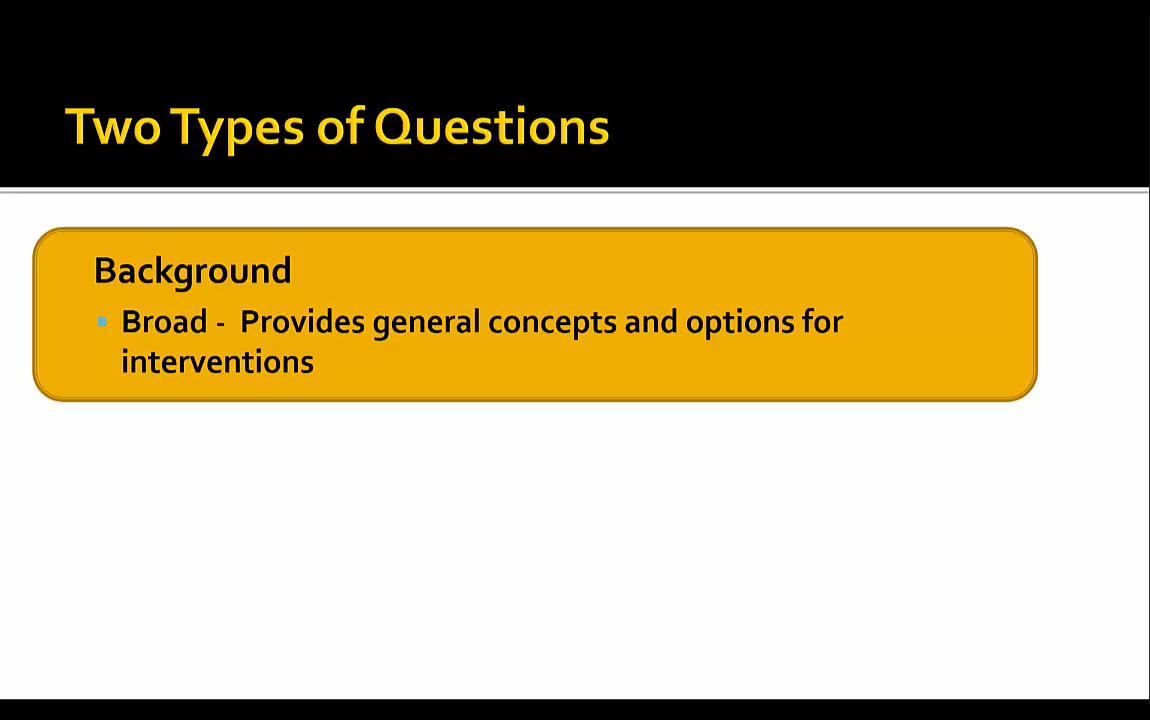 Two Types of Questions
Background
Broad - Provides general concepts and options for
interventions